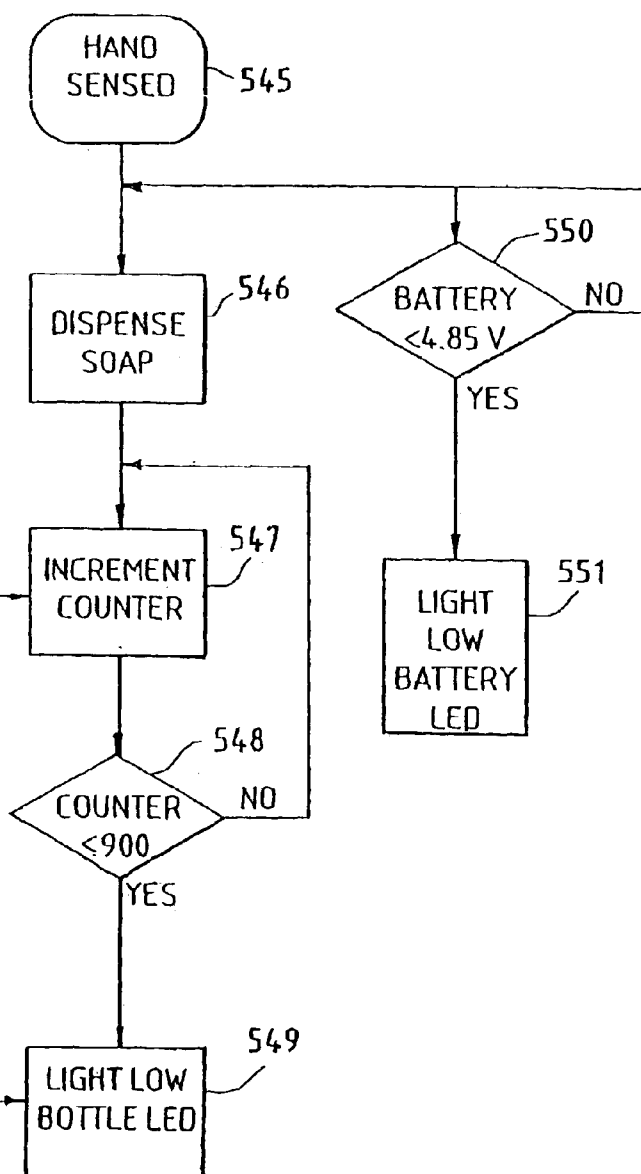 HAND
SENSED
545
DISPENSE
SOAP
546
INCREMENT
COUNTER
547
COUNTER
<900
548
NO
YES
LIGHT LOW
BOTTLE LED
549
BATTERY
<4.85 V
550
NO
YES
LIGHT
LOW
BATTERY
LED
551